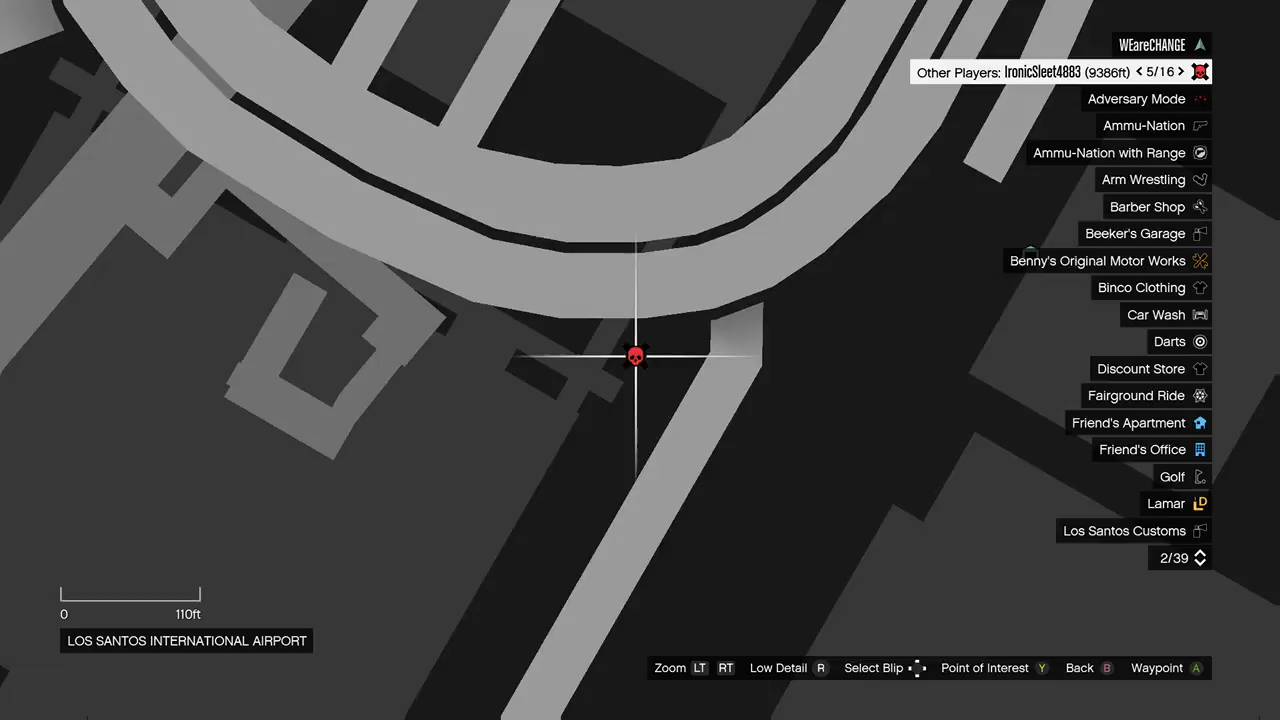 WEareCHANGE
Other Players: IronicSleet4883 (9386ft) < 5/16 >
Adversary Mode
Ammu-Nation
Ammu-Nation with Range
Arm Wrestling
Barber Shop
Beeker's Garage
Benny's Original Motor Works
Binco Clothing
Car Wash
Darts
Discount Store
Fairground Ride
Friend's Apartment
Friend's Office
Golf
Lamar LD
Los Santos Customs
2/39
0 110ft
LOS SANTOS INTERNATIONAL AIRPORT
Zoom LT RT Low Detail R Select Blip Point of Interest Y Back B Waypoint A